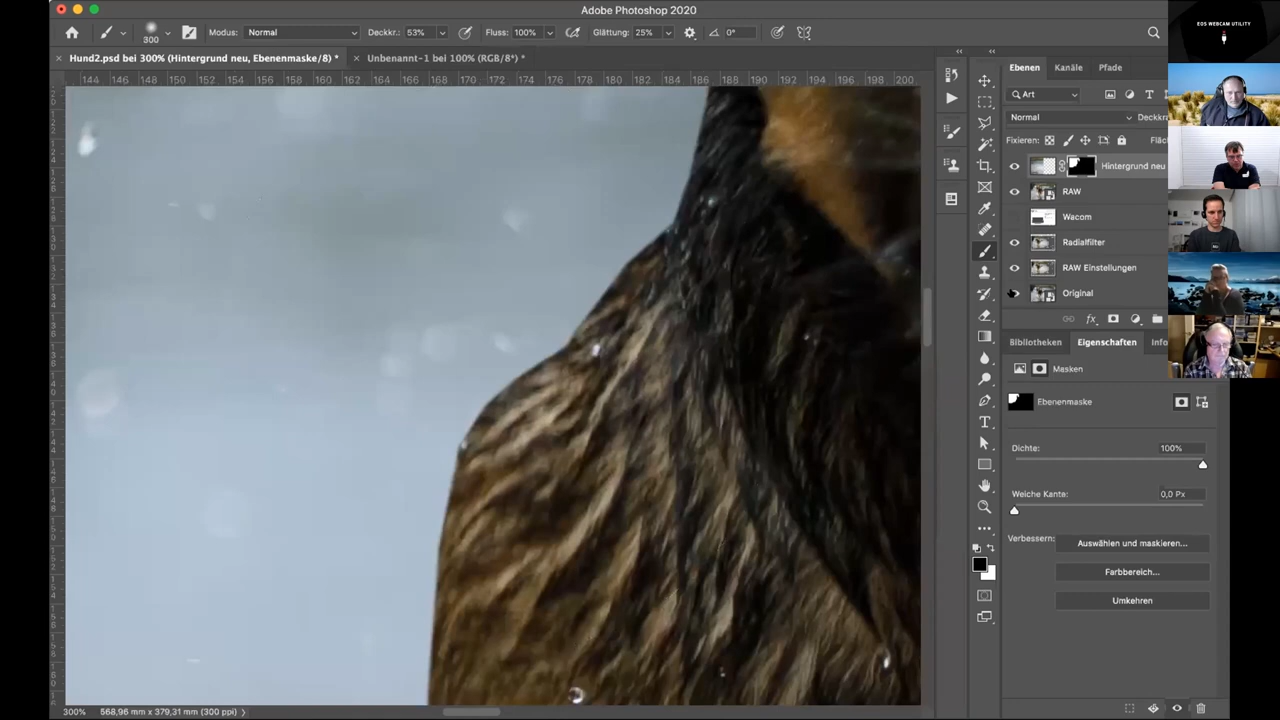 Adobe Photoshop 2020
EOS WEBCAM UTILITY
300
Modus: Normal
Deckkr.: 53%
Fluss: 100%
Glättung: 25%
0°
Hund2.psd bei 300% (Hintergrund neu, Ebenenmaske/8) *
Unbenannt-1 bei 100% (RGB/8*) *
144 146 148 150 152 154 156 158 160 162 164 166 168 170 172 174 176 178 180 182 184 186 188 190 192 194 196 198 200
Ebenen Kanäle Pfade
Art
Normal
Deckkr
Fixieren:
Fläc
Hintergrund neu
RAW
Wacom
Radialfilter
RAW Einstellungen
Original
Bibliotheken Eigenschaften Info
Masken
Ebenenmaske
Dichte: 100%
Weiche Kante: 0,0 Px
Verbessern: Auswählen und maskieren...
Farbbereich...
Umkehren
300% 568,96 mm x 379,31 mm (300 ppi)